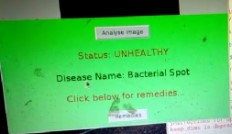 Analyse Image
Status: UNHEALTHY
Disease Name: Bacterial Spot
Click below for remedies...
Remedies